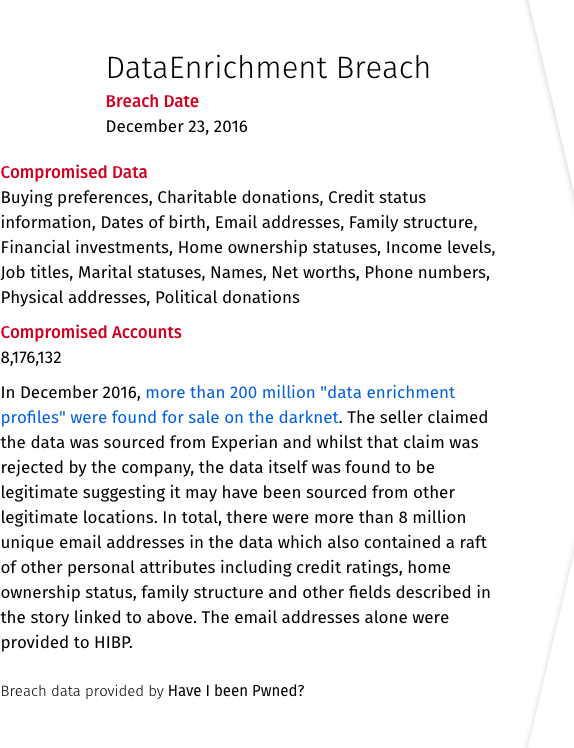 DataEnrichment Breach
Breach Date
December 23, 2016
Compromised Data
Buying preferences, Charitable donations, Credit status
information, Dates of birth, Email addresses, Family structure,
Financial investments, Home ownership statuses, Income levels,
Job titles, Marital statuses, Names, Net worths, Phone numbers,
Physical addresses, Political donations
Compromised Accounts
8,176,132
In December 2016, more than 200 million "data enrichment
profiles" were found for sale on the darknet. The seller claimed
the data was sourced from Experian and whilst that claim was
rejected by the company, the data itself was found to be
legitimate suggesting it may have been sourced from other
legitimate locations. In total, there were more than 8 million
unique email addresses in the data which also contained a raft
of other personal attributes including credit ratings, home
ownership status, family structure and other fields described in
the story linked to above. The email addresses alone were
provided to HIBP.
Breach data provided by Have I been Pwned?